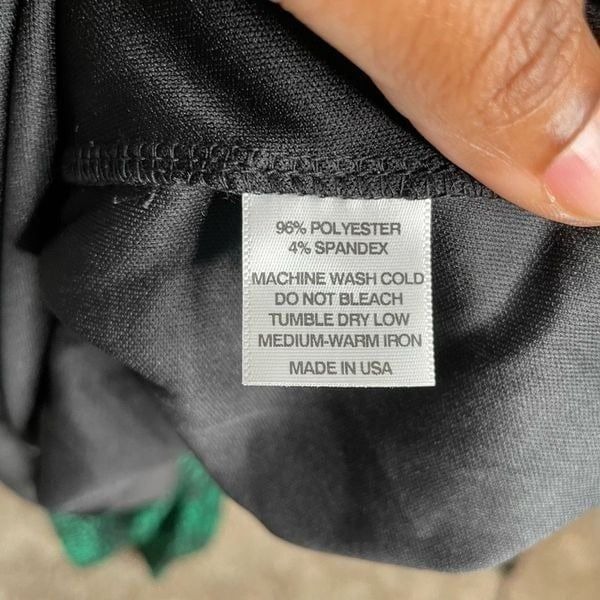 96% POLYESTER
4% SPANDEX
MACHINE WASH COLD
DO NOT BLEACH
TUMBLE DRY LOW
MEDIUM-WARM IRON
MADE IN USA